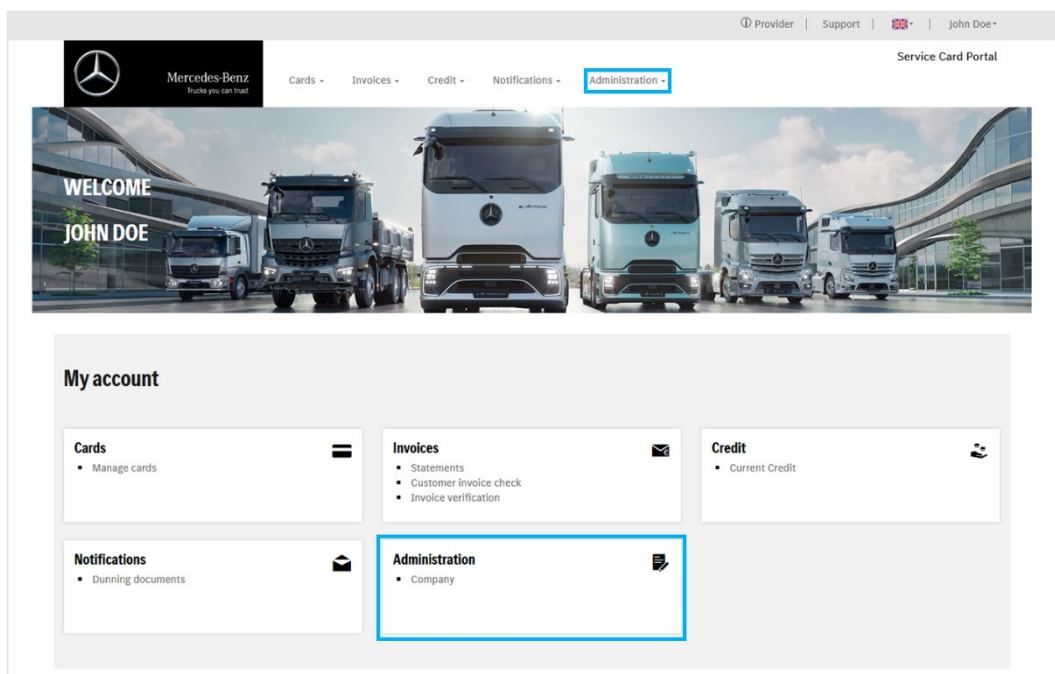 Provider | Support | John Doe
Service Card Portal
Mercedes-Benz
Trucks you can trust
Cards Invoices Credit Notifications Administration
WELCOME
JOHN DOE
My account
Cards
Manage cards
Invoices
Statements
Customer invoice check
Invoice verification
Credit
Current Credit
Notifications
Dunning documents
Administration
Company